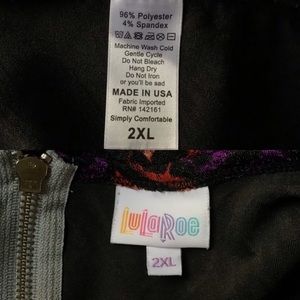 96% Polyester
4% Spandex
Machine Wash Cold
Gentle Cycle
Do Not Bleach
Hang Dry
Do Not Iron
or you'll be sad
MADE IN USA
Fabric Imported
RN# 142161
Simply Comfortable
2XL
LuLaRoe
2XL